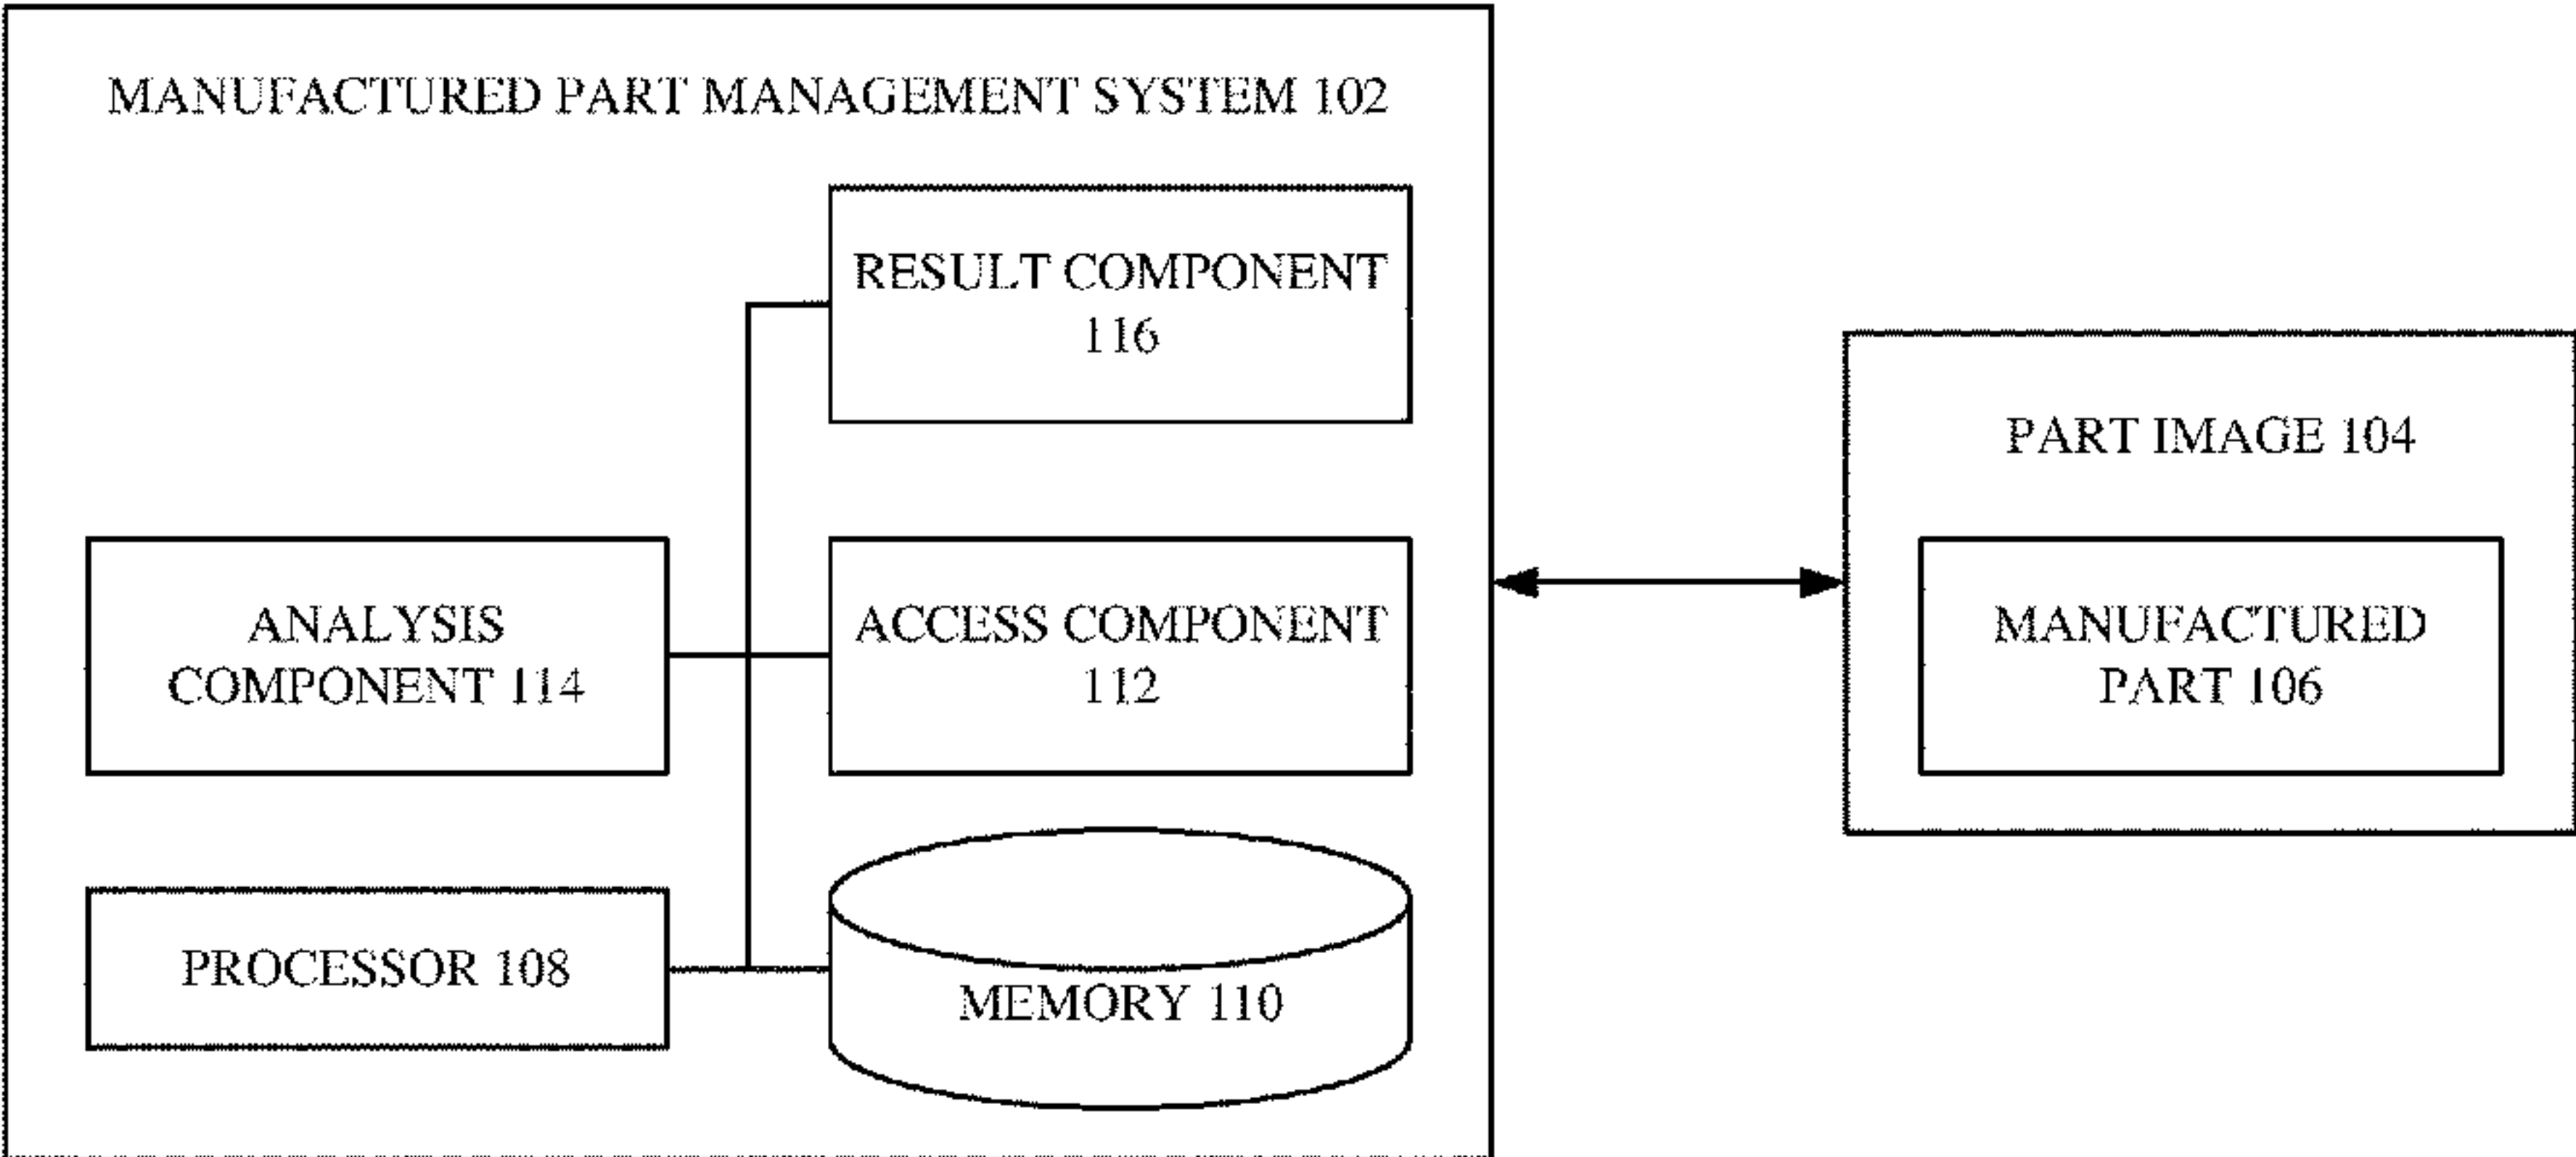 MANUFACTURED PART MANAGEMENT SYSTEM 102
RESULT COMPONENT
116
ANALYSIS
COMPONENT 114
ACCESS COMPONENT
112
PROCESSOR 108
MEMORY 110
PART IMAGE 104
MANUFACTURED
PART 106